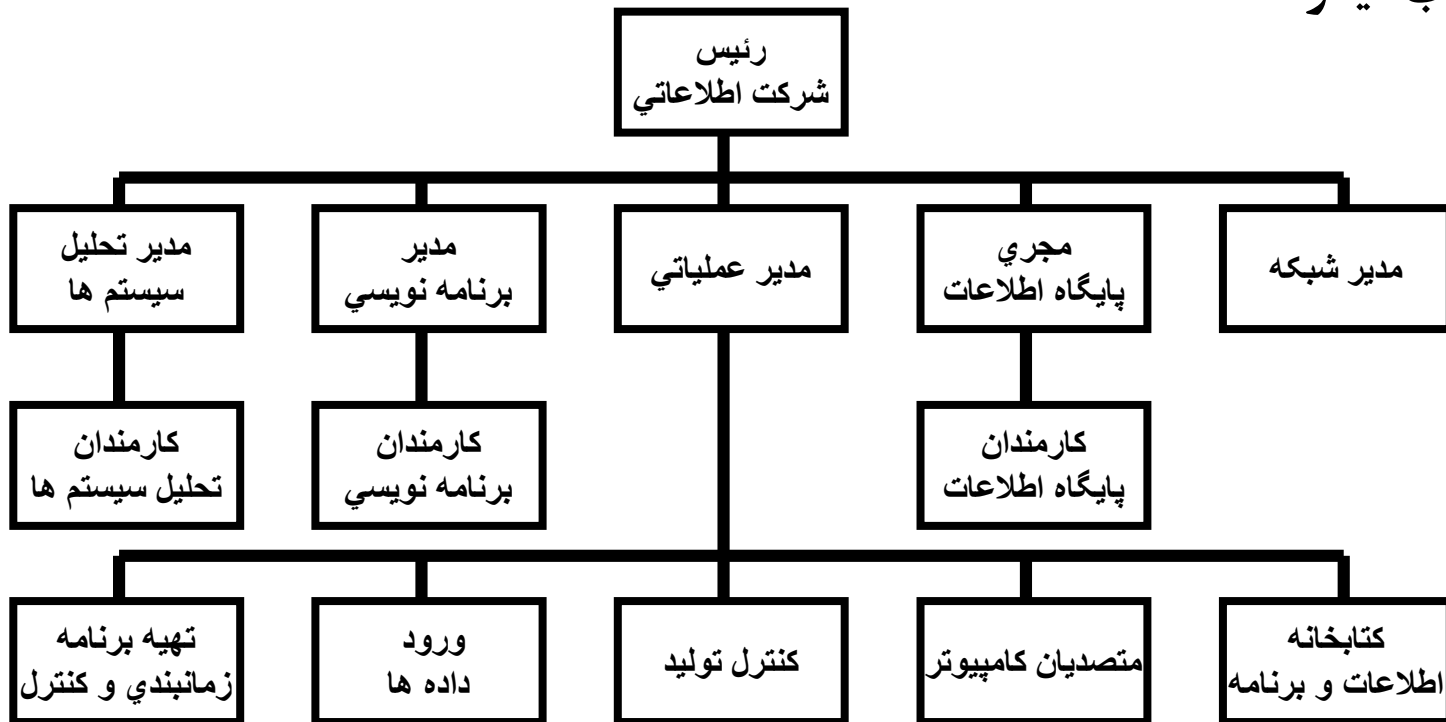 رئيس
شركت اطلاعاتي
مدير شبكه
مجري
پايگاه اطلاعات
مدير عملياتي
مدير
برنامه نويسي
مدير تحليل
سيستم ها
كارمندان
پايگاه اطلاعات
كارمندان
برنامه نويسي
كارمندان
تحليل سيستم ها
كتابخانه
اطلاعات و برنامه
متصديان كامپيوتر
كنترل توليد
ورود
داده ها
تهيه برنامه
زمانبندي و كنترل